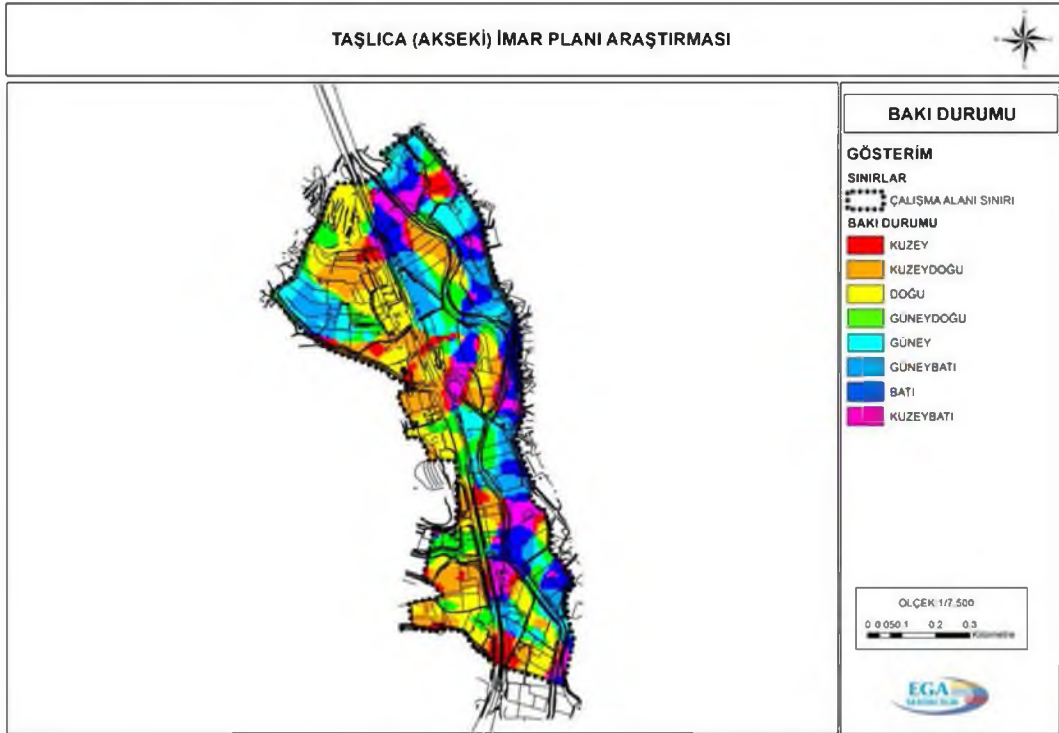 TAŞLICA (AKSEKİ) İMAR PLANI ARAŞTIRMASI
BAKI DURUMU
GÖSTERİM
SINIRLAR
ÇALIŞMA ALANI SINIRI
BAKI DURUMU
KUZEY
KUZEYDOĞU
DOĞU
GÜNEYDOĞU
GÜNEY
GÜNEYBATI
BATI
KUZEYBATI
ÖLÇEK 1/7.500
0 0.050.1 0.2 0.3
Kilometre
EGA